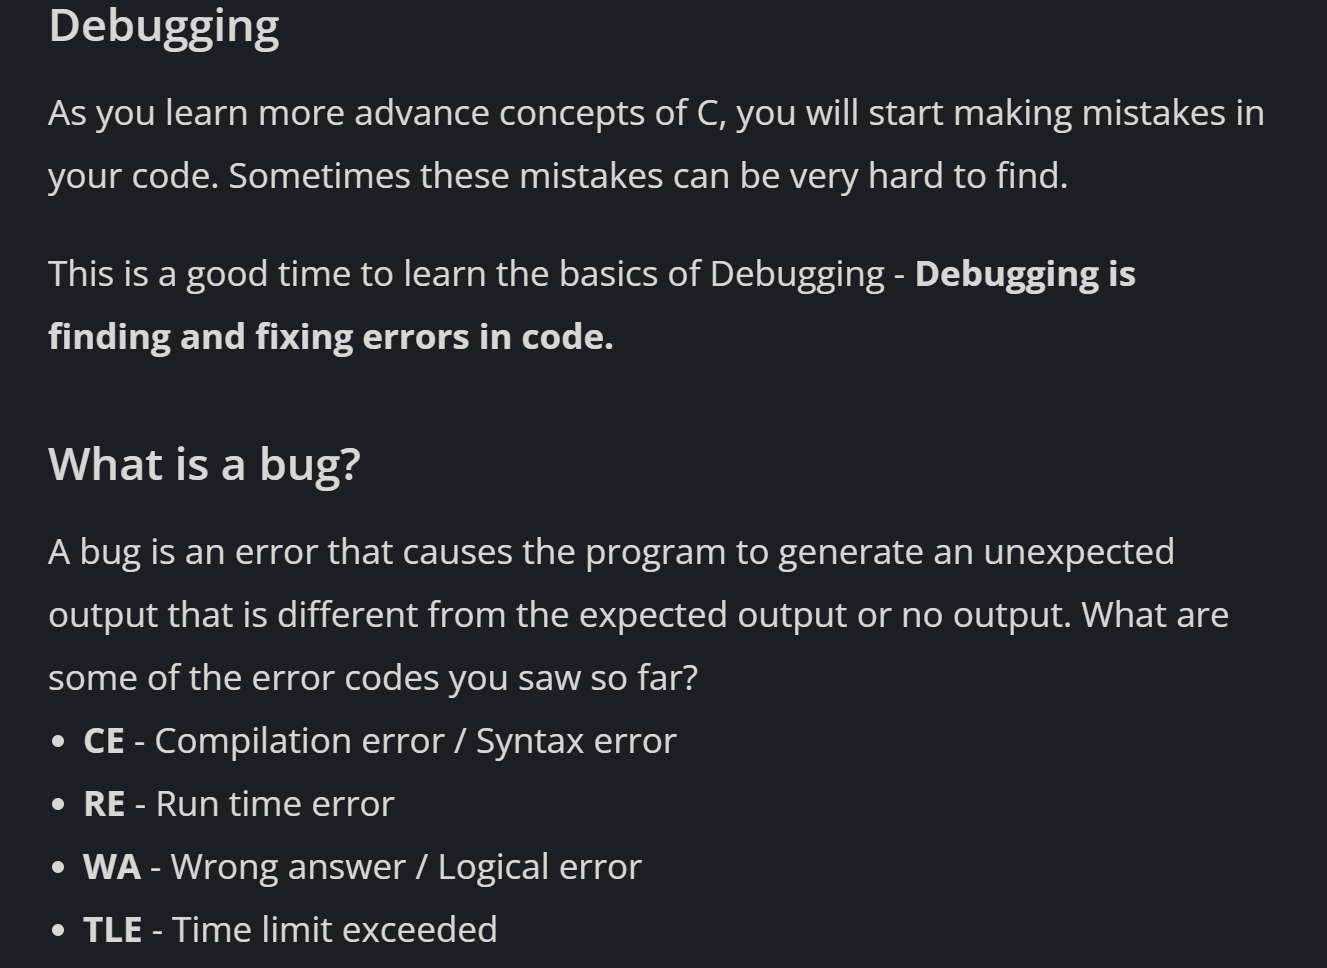 Debugging
As you learn more advance concepts of C, you will start making mistakes in
your code. Sometimes these mistakes can be very hard to find.
This is a good time to learn the basics of Debugging - Debugging is
finding and fixing errors in code.
What is a bug?
A bug is an error that causes the program to generate an unexpected
output that is different from the expected output or no output. What are
some of the error codes you saw so far?
• CE - Compilation error / Syntax error
• RE - Run time error
• WA - Wrong answer / Logical error
• TLE - Time limit exceeded